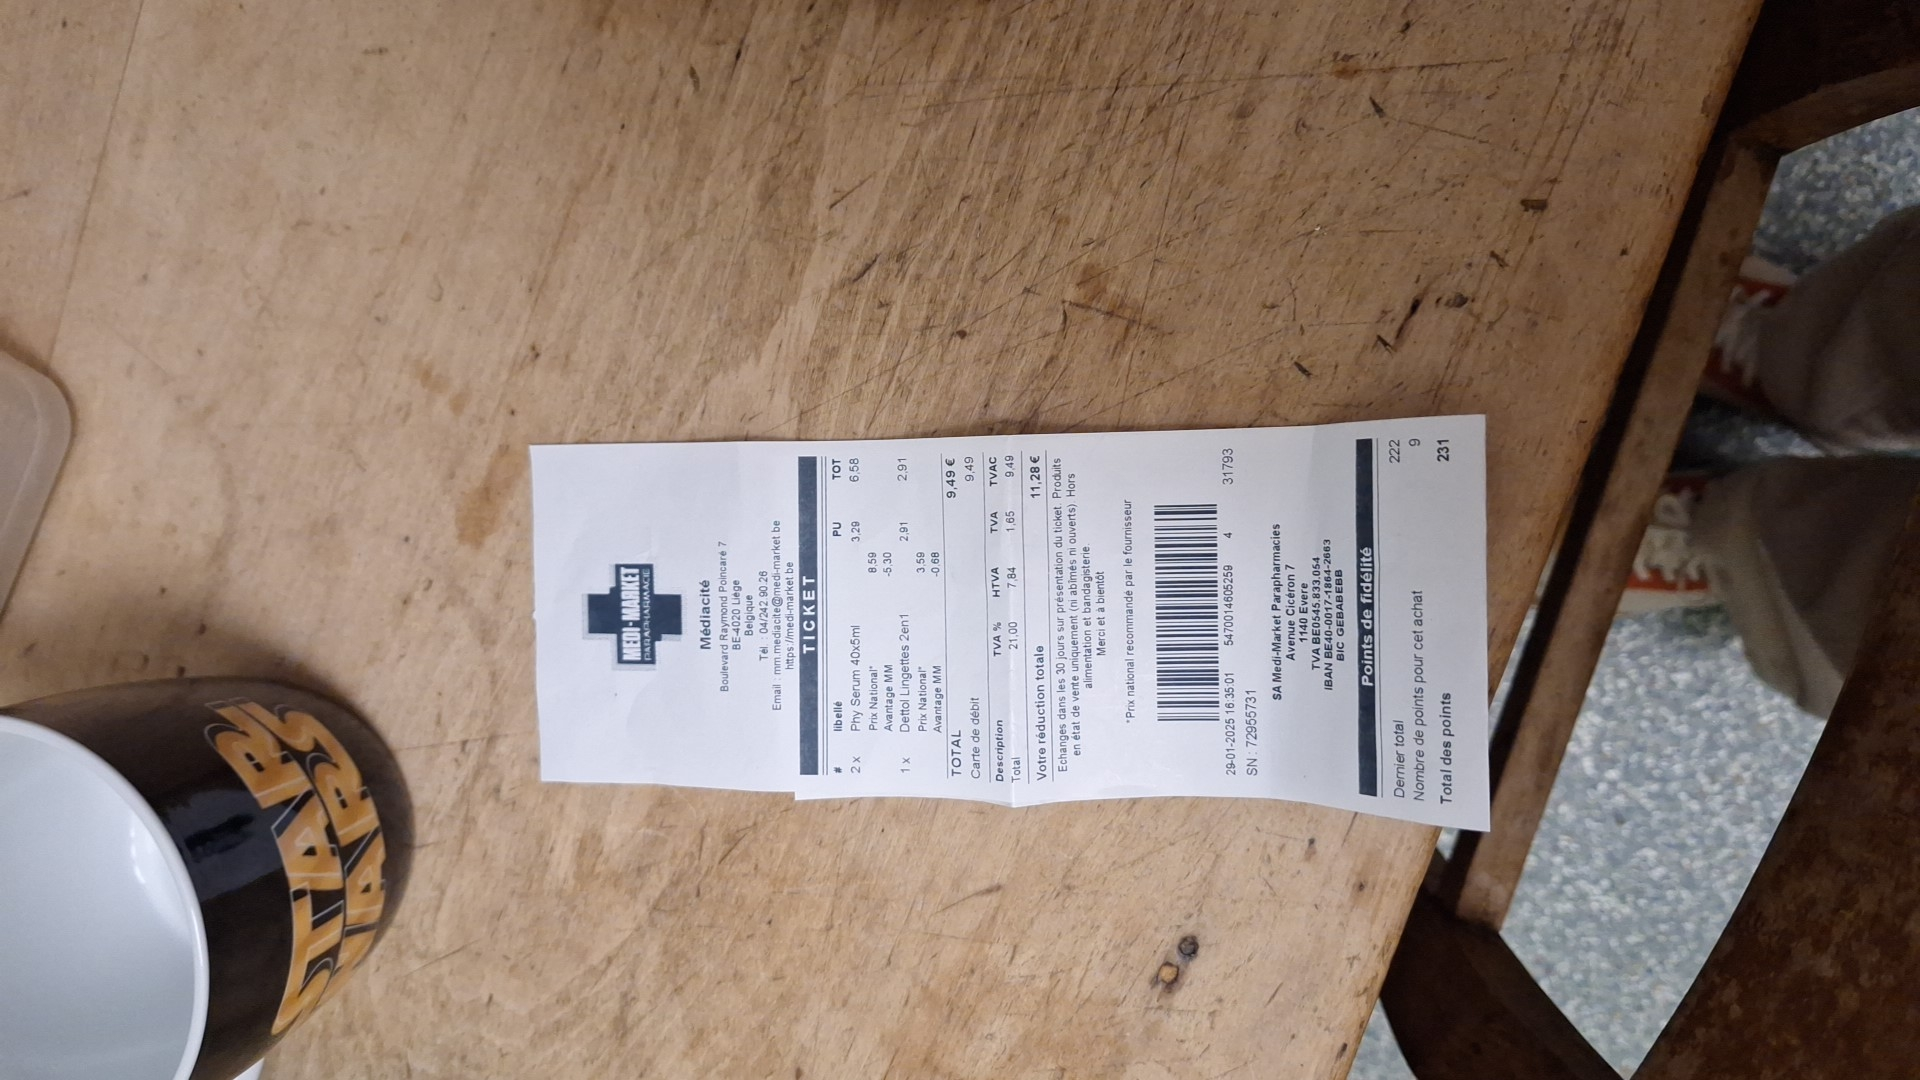 MEDI-MARKET
PARAPHARMACIE
Médiacité
Boulevard Raymond Poincaré 7
BE-4020 Liège
Belgique
Tél. : 04/242.90.26
Email : mm.mediacite@medi-market.be
https://medi-market.be
TICKET
# libellé PU TOT
2 x Phy Serum 40x5ml 3,29 6,58
Prix National* 8,59
Avantage MM -5,30
1 x Dettol Lingettes 2en1 2,91 2,91
Prix National* 3,59
Avantage MM -0,68
TOTAL 9,49 €
Carte de débit 9,49
Description TVA % HTVA TVA TVAC
Total 21,00 7,84 1,65 9,49
Votre réduction totale 11,28 €
Echanges dans les 30 jours sur présentation du ticket. Produits
en état de vente uniquement (ni abîmés ni ouverts). Hors
alimentation et bandagisterie.
Merci et à bientôt
*Prix national recommandé par le fournisseur
29-01-2025 16:35:01 5470014605259 4 31793
SN : 72955731
SA Medi-Market Parapharmacies
Avenue Cicéron 7
1140 Evere
TVA BE0545.833.054
IBAN BE40-0017-1864-2663
BIC GEBABEBB
Points de fidélité
Dernier total 222
Nombre de points pour cet achat 9
Total des points 231
STAR
WARS